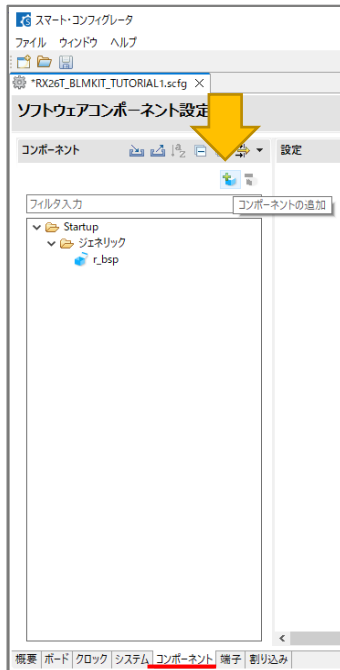 スマート・コンフィグレータ
ファイル ウィンドウ ヘルプ
*RX26T_BLMKIT_TUTORIAL1.scfg
ソフトウェアコンポーネント設定
コンポーネント 設定
コンポーネントの追加
フィルタ入力
Startup
ジェネリック
r_bsp
概要 ボード クロック システム コンポーネント 端子 割り込み